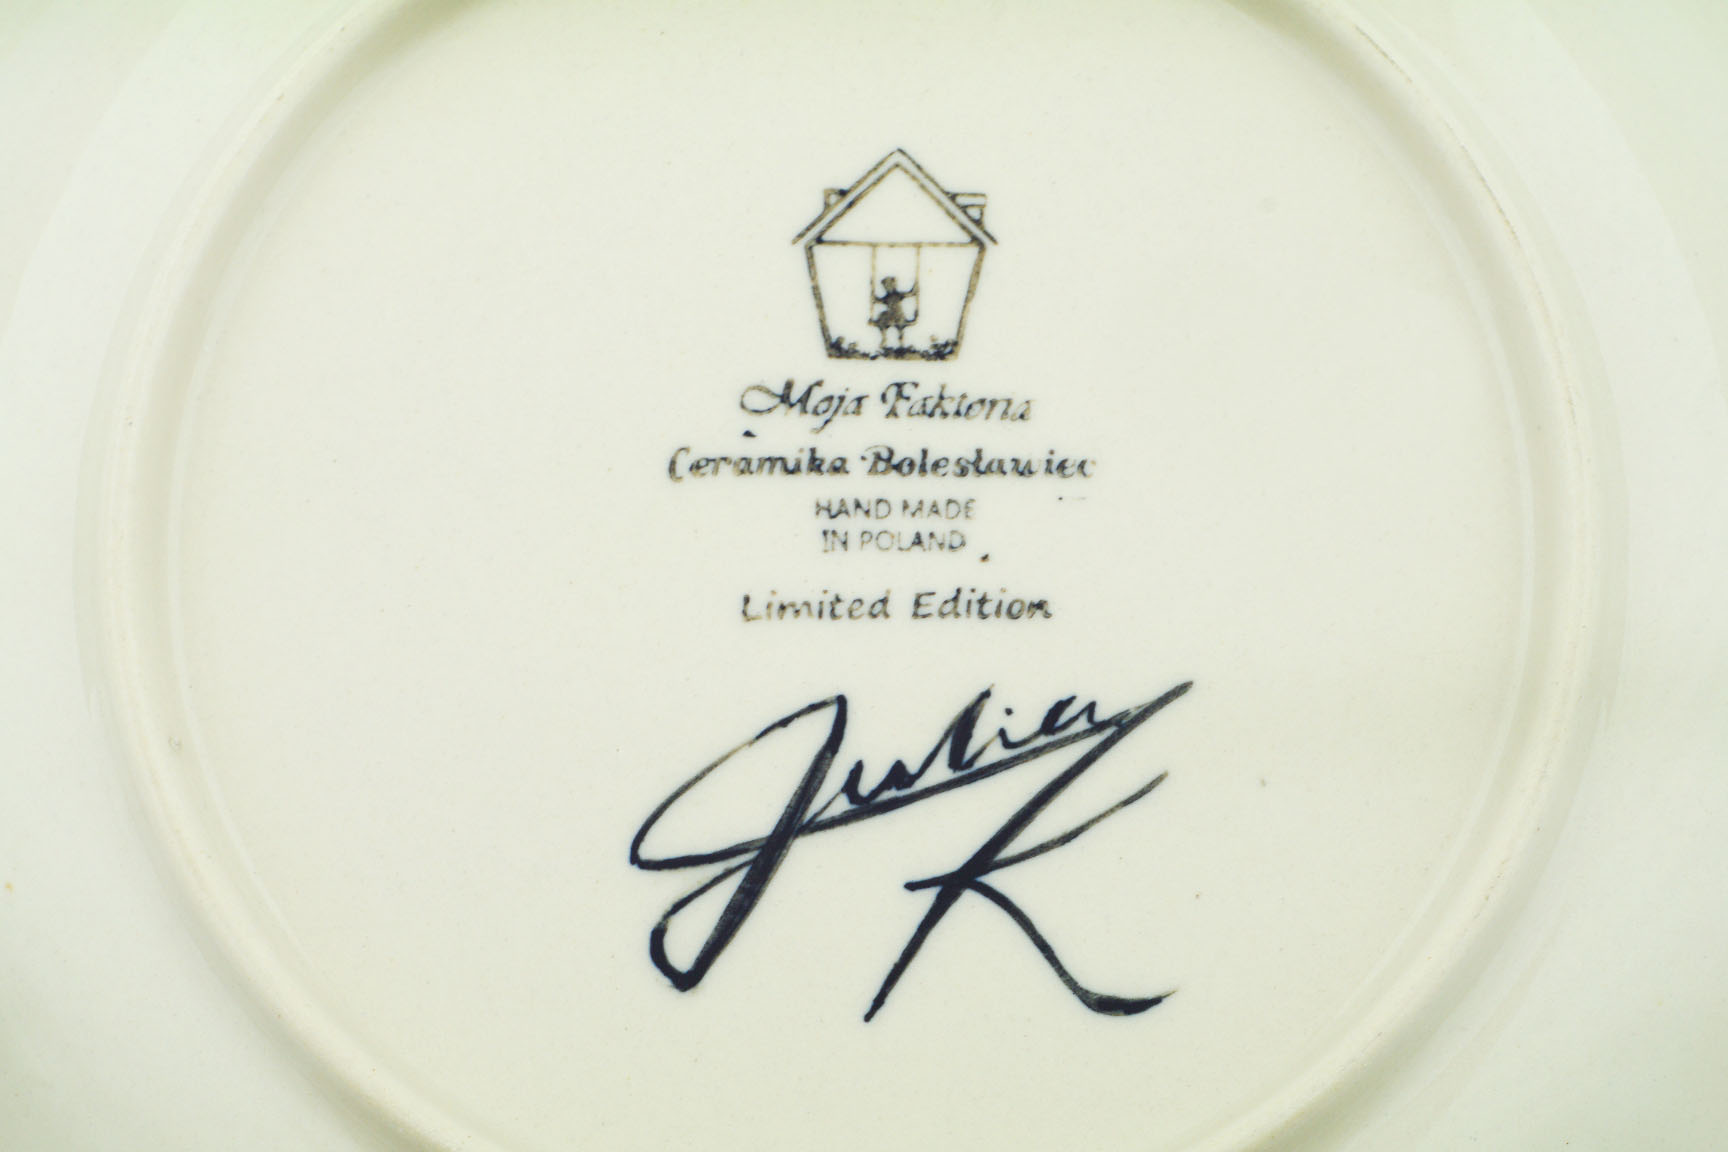 Moja Faktoria
Ceramika Bolesławiec
HAND MADE
IN POLAND
Limited Edition
Julia
K